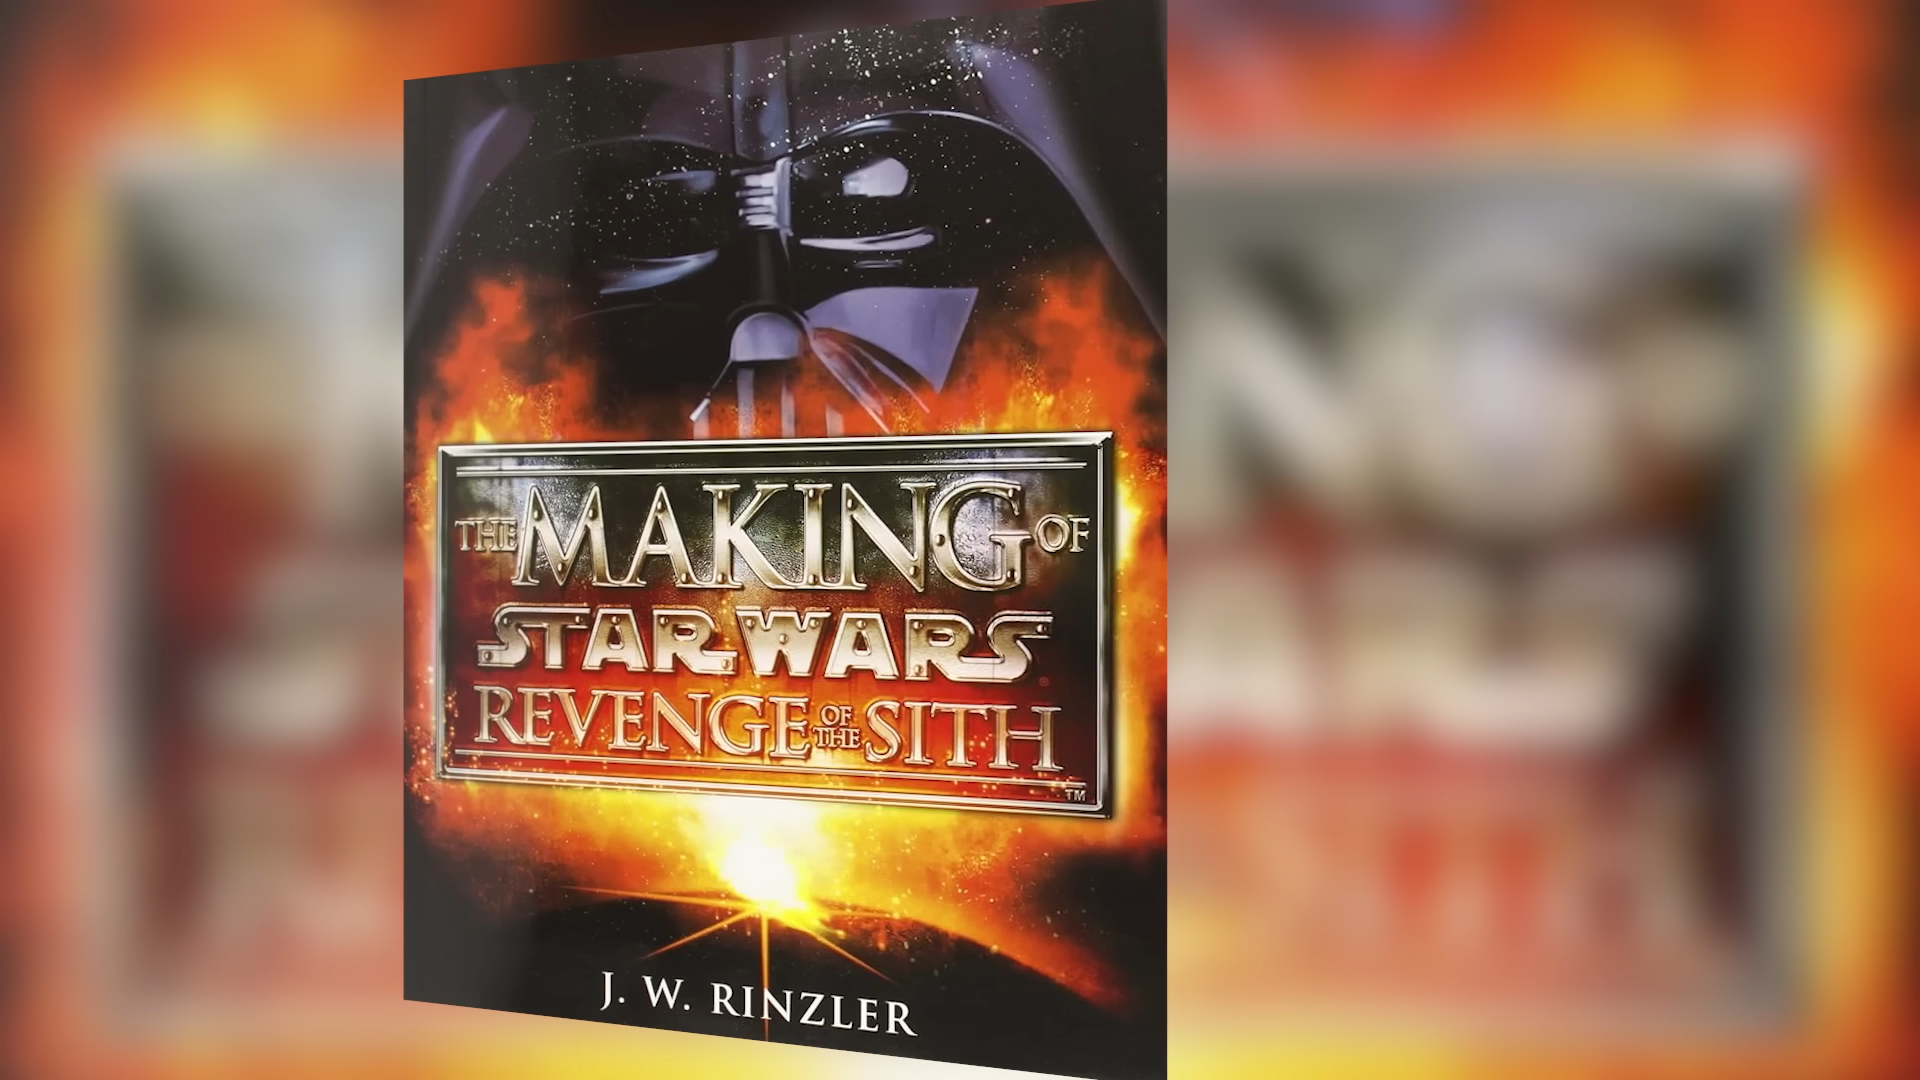 THE MAKING OF
STAR WARS
REVENGE OF THE SITH
TM
J. W. RINZLER